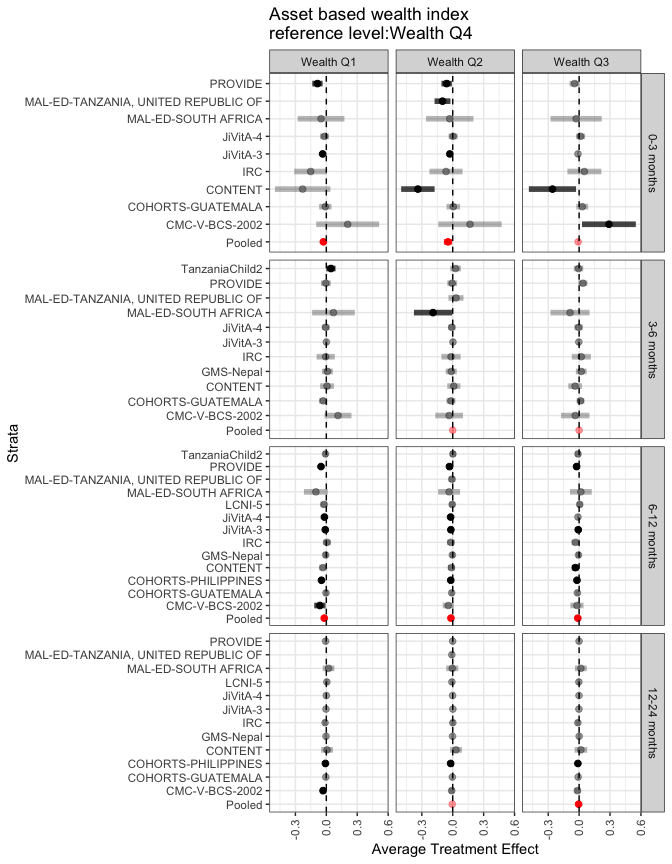 Asset based wealth index
reference level:Wealth Q4
Wealth Q1
Wealth Q2
Wealth Q3
PROVIDE
MAL-ED-TANZANIA, UNITED REPUBLIC OF
MAL-ED-SOUTH AFRICA
JiVitA-4
JiVitA-3
IRC
CONTENT
COHORTS-GUATEMALA
CMC-V-BCS-2002
Pooled
0-3 months
TanzaniaChild2
PROVIDE
MAL-ED-TANZANIA, UNITED REPUBLIC OF
MAL-ED-SOUTH AFRICA
JiVitA-4
JiVitA-3
IRC
GMS-Nepal
CONTENT
COHORTS-GUATEMALA
CMC-V-BCS-2002
Pooled
3-6 months
TanzaniaChild2
PROVIDE
MAL-ED-TANZANIA, UNITED REPUBLIC OF
MAL-ED-SOUTH AFRICA
LCNI-5
JiVitA-4
JiVitA-3
IRC
GMS-Nepal
CONTENT
COHORTS-PHILIPPINES
COHORTS-GUATEMALA
CMC-V-BCS-2002
Pooled
6-12 months
PROVIDE
MAL-ED-TANZANIA, UNITED REPUBLIC OF
MAL-ED-SOUTH AFRICA
LCNI-5
JiVitA-4
JiVitA-3
IRC
GMS-Nepal
CONTENT
COHORTS-PHILIPPINES
COHORTS-GUATEMALA
CMC-V-BCS-2002
Pooled
12-24 months
Strata
-0.3 0.0 0.3 0.6
-0.3 0.0 0.3 0.6
-0.3 0.0 0.3 0.6
Average Treatment Effect